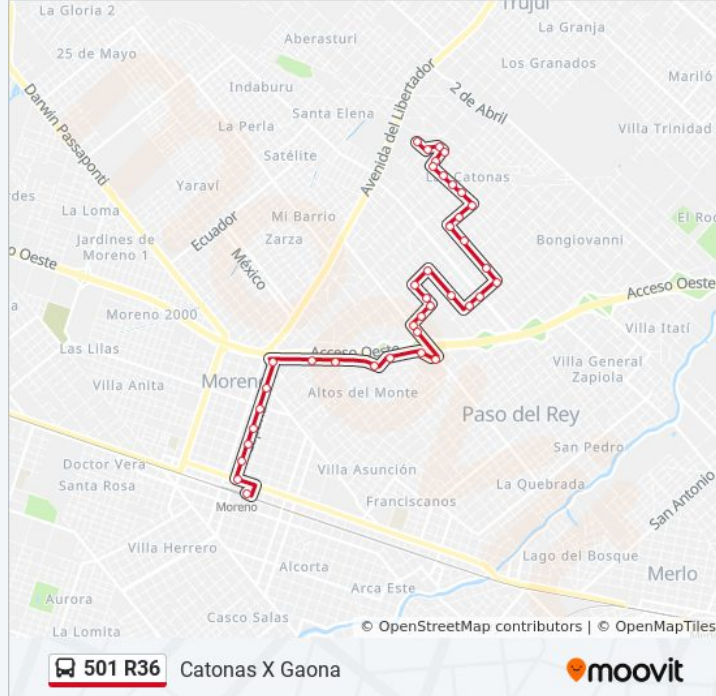 Trujui
La Gloria 2
La Granja
Aberasturi
25 de Mayo
Los Granados
Indaburu
Mariló
2 de Abril
Darwin Passaponti
Avenida del Libertador
Santa Elena
La Perla
Villa Trinidad
Satélite
Yaraví
Las Catonas
La Loma
Mi Barrio
El Ro
Ecuador
Jardines de
Moreno 1
Zarza
Bongiovanni
México
o Oeste
Acceso Oeste
Moreno 2000
Villa Itatí
Las Lilas
Acceso Oeste
Villa General
Zapiola
Villa Anita
Moreno
Altos del Monte
Paso del Rey
San Pedro
Doctor Vera
Villa Asunción
Santa Rosa
La Quebrada
San Antonio
Franciscanos
Moreno
Villa Herrero
Lago del Bosque
Alcorta
Merlo
Arca Este
Aurora
Casco Salas
La Lomita
© OpenStreetMap contributors | © OpenMapTiles
501 R36 Catonas X Gaona
moovit